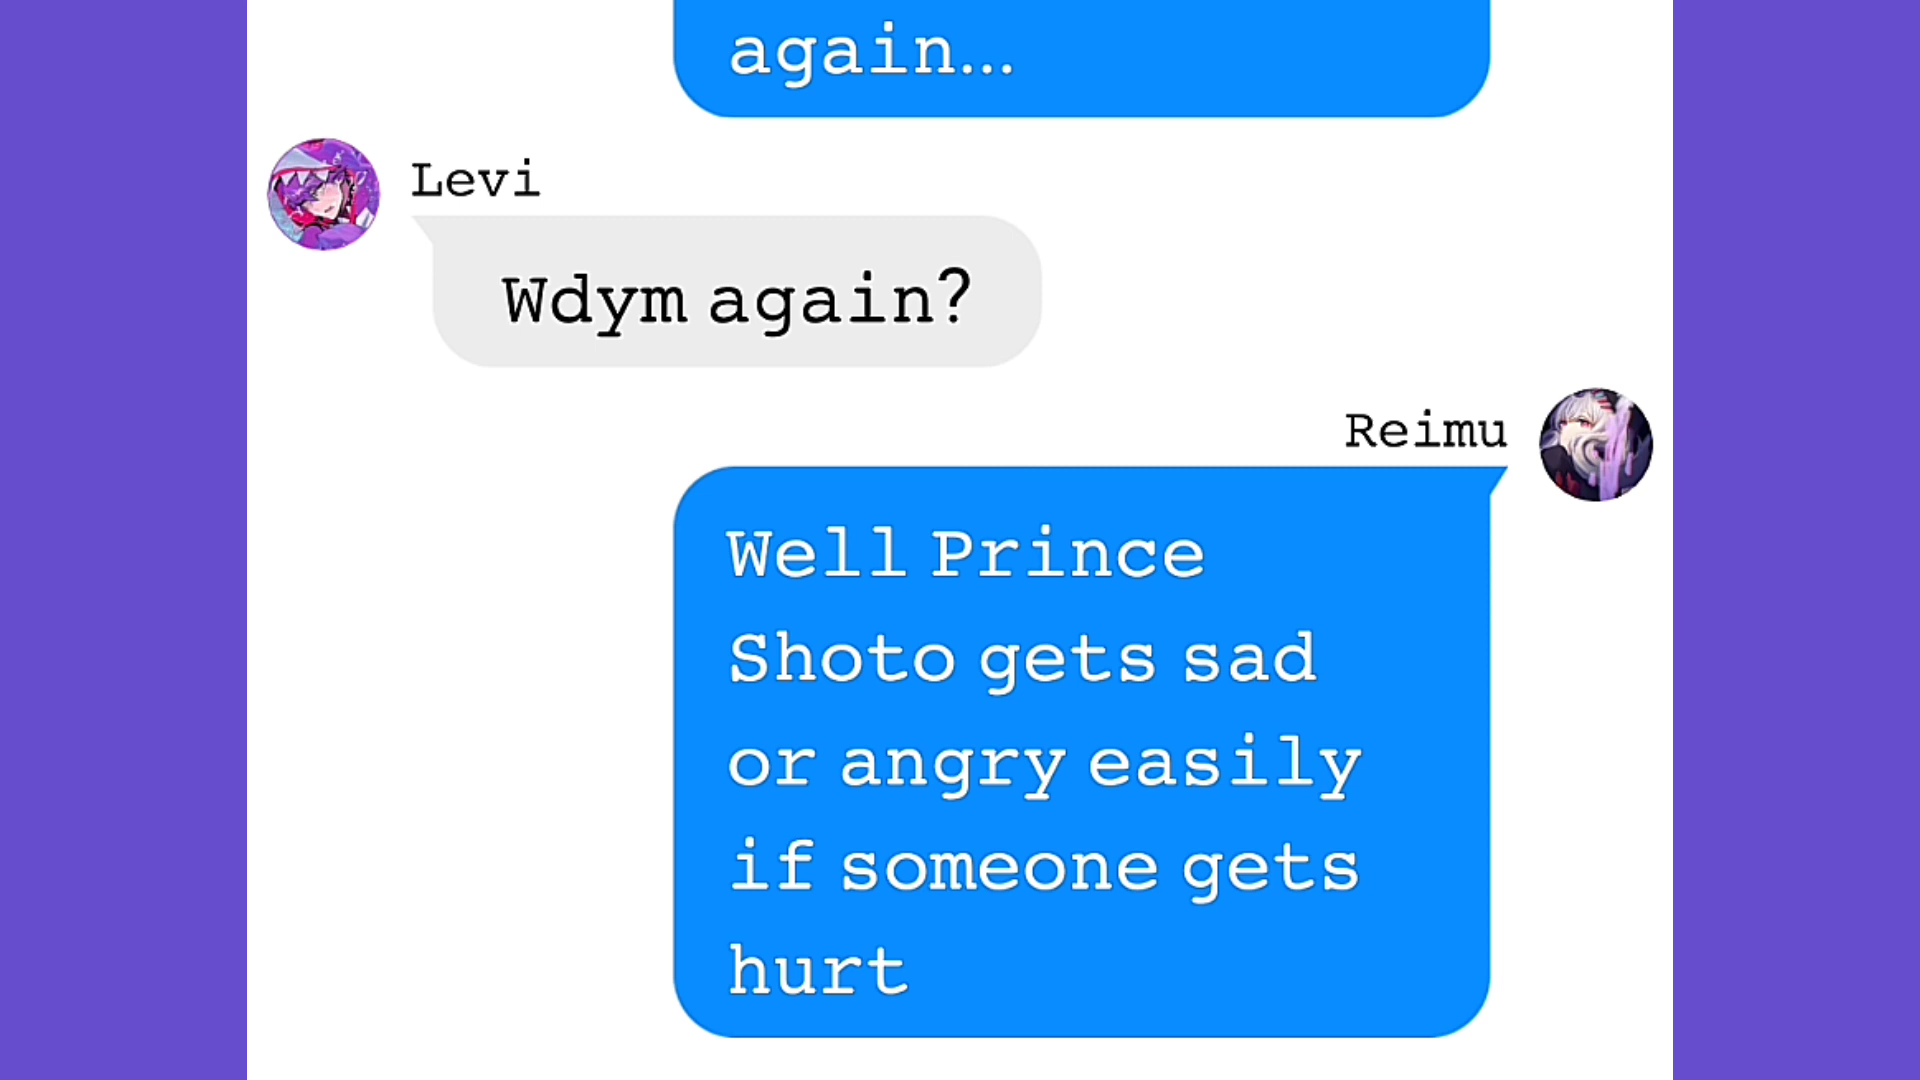 again...
Levi
Wdym again?
Reimu
Well Prince
Shoto gets sad
or angry easily
if someone gets
hurt